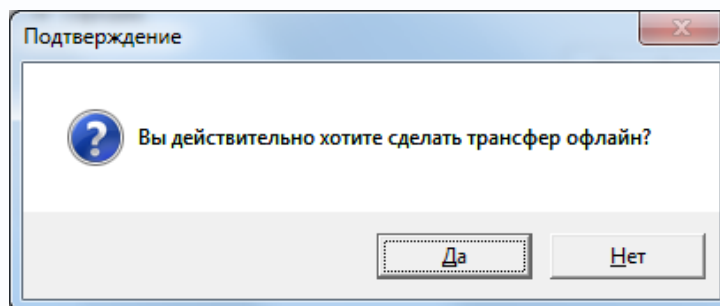 Подтверждение
Вы действительно хотите сделать трансфер офлайн?
Да Нет